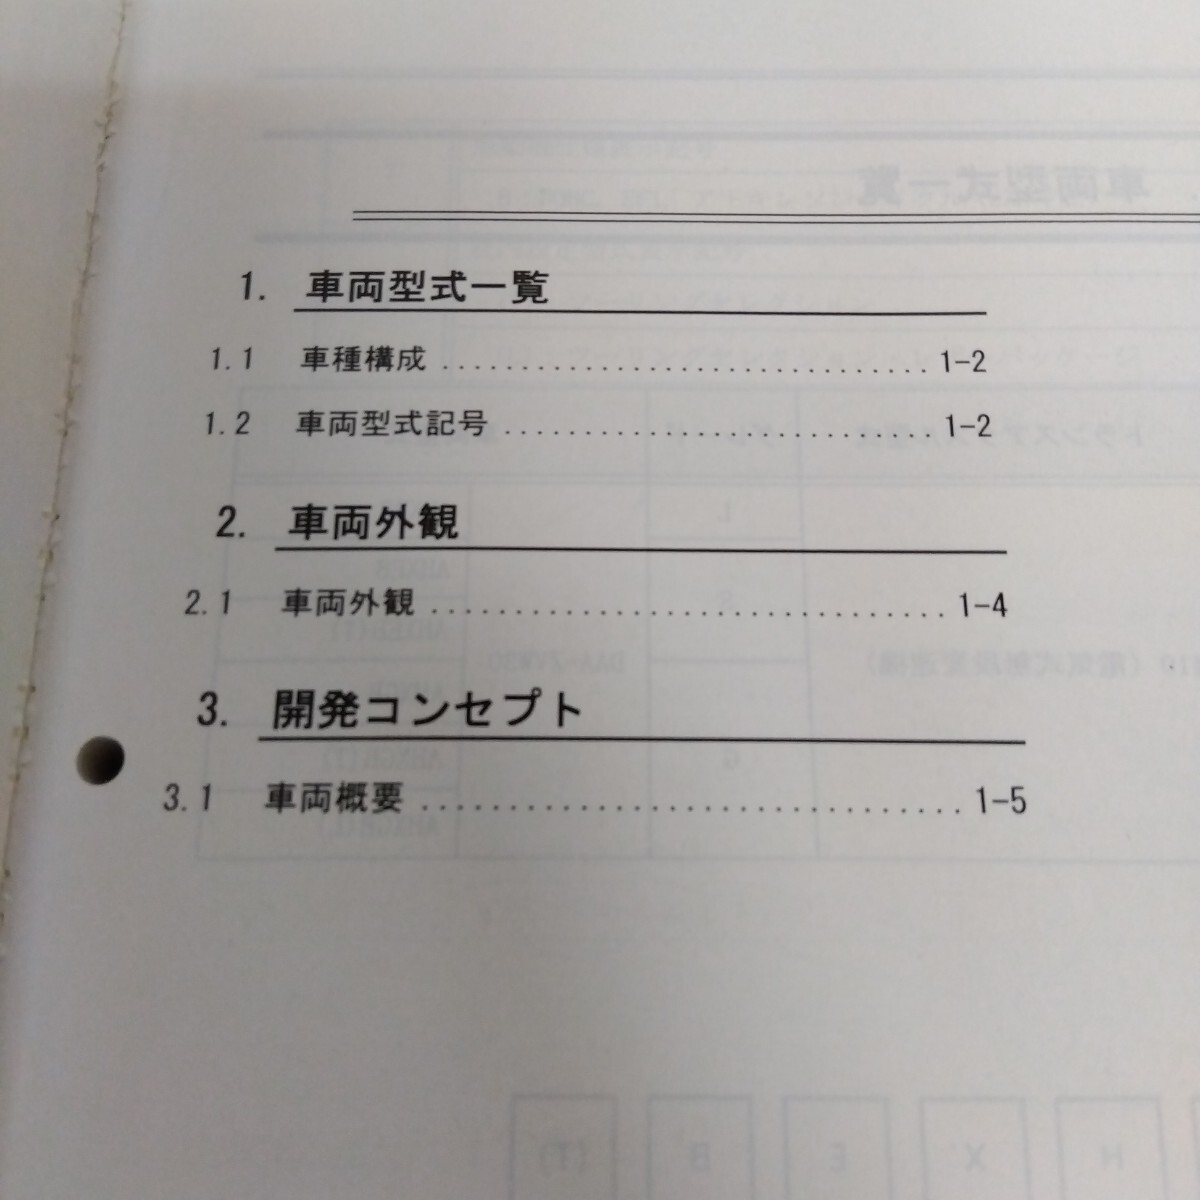 1. 車両型式一覧
1.1 車種構成 .............................. 1-2
1.2 車両型式記号 .......................... 1-2
2. 車両外観
2.1 車両外観 .............................. 1-4
3. 開発コンセプト
3.1 車両概要 .............................. 1-5